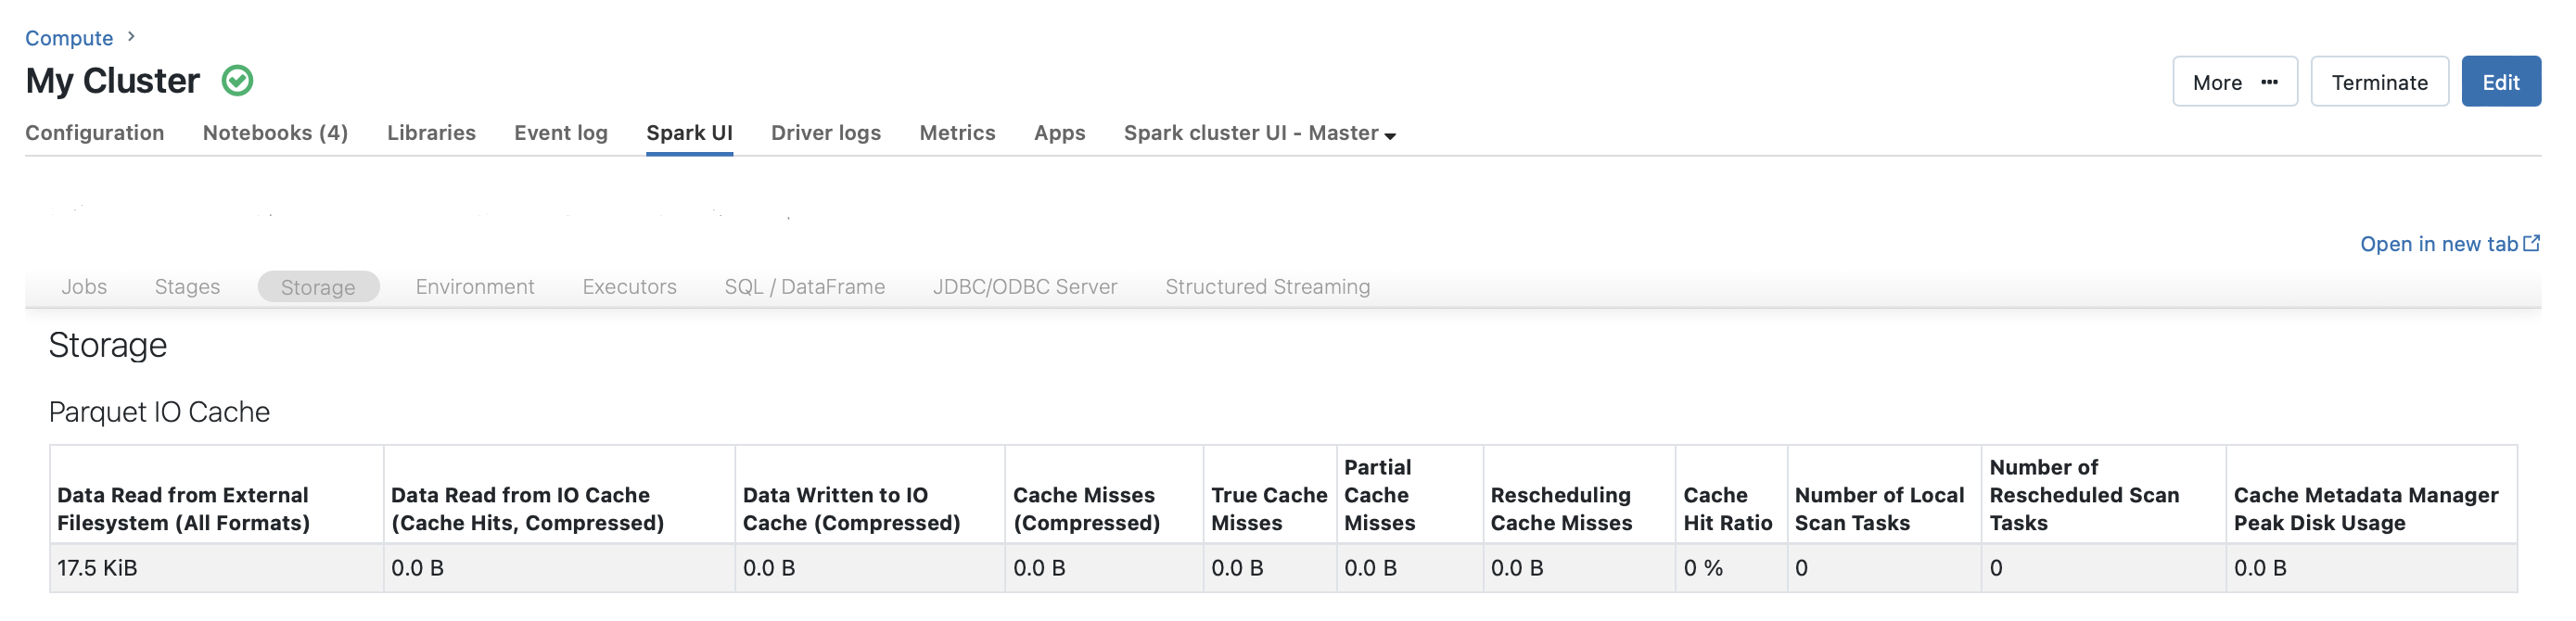 Compute >
My Cluster
More ••• Terminate Edit
Configuration Notebooks (4) Libraries Event log Spark UI Driver logs Metrics Apps Spark cluster UI - Master
Open in new tab
Jobs Stages Storage Environment Executors SQL / DataFrame JDBC/ODBC Server Structured Streaming
Storage
Parquet IO Cache
Data Read from External Filesystem (All Formats) Data Read from IO Cache (Cache Hits, Compressed) Data Written to IO Cache (Compressed) Cache Misses (Compressed) True Cache Misses Partial Cache Misses Rescheduling Cache Misses Cache Hit Ratio Number of Local Scan Tasks Number of Rescheduled Scan Tasks Cache Metadata Manager Peak Disk Usage
17.5 KiB 0.0 B 0.0 B 0.0 B 0.0 B 0.0 B 0.0 B 0 % 0 0 0.0 B